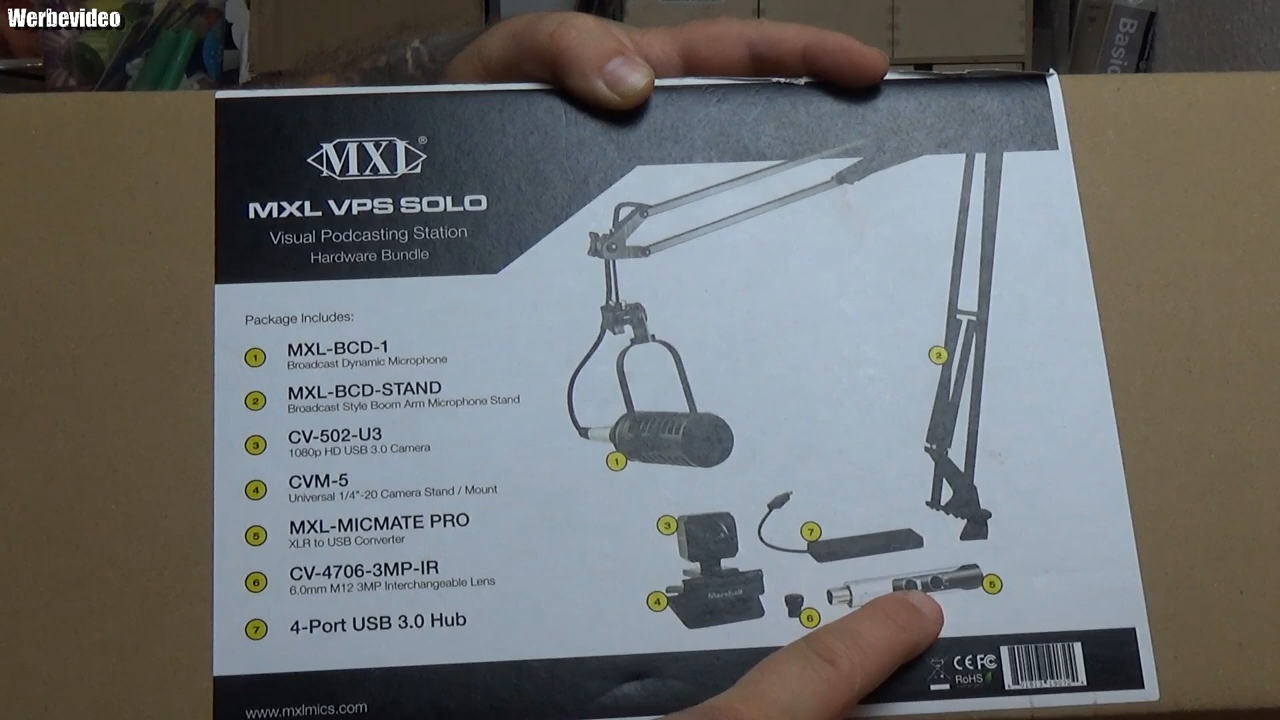 Werbevideo
Basic
MXL®
MXL VPS SOLO
Visual Podcasting Station
Hardware Bundle
Package Includes:
1 MXL-BCD-1
Broadcast Dynamic Microphone
2 MXL-BCD-STAND
Broadcast Style Boom Arm Microphone Stand
3 CV-502-U3
1080p HD USB 3.0 Camera
4 CVM-5
Universal 1/4"-20 Camera Stand / Mount
5 MXL-MICMATE PRO
XLR to USB Converter
6 CV-4706-3MP-IR
6.0mm M12 3MP Interchangeable Lens
7 4-Port USB 3.0 Hub
2
1
3
7
4
Marshall
6
5
CE FC
RoHS
www.mxlmics.com